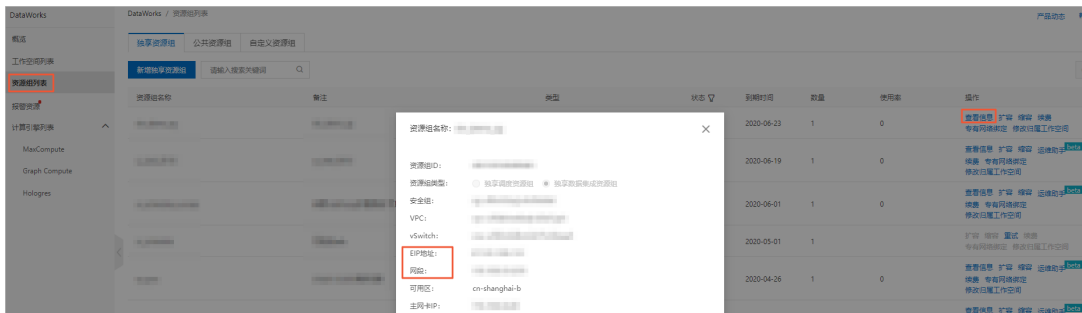 DataWorks
DataWorks / 资源组列表
产品动态
概览
独享资源组 公共资源组 自定义资源组
工作空间列表
新增独享资源组 请输入搜索关键词
资源组列表
资源组名称 备注 类型 状态 到期时间 数量 使用率 操作
报警资源
计算引擎列表
MaxCompute
Graph Compute
Hologres
2020-06-23 1 0 查看信息 扩容 缩容 续费
专有网络绑定 修改归属工作空间
2020-06-19 1 0 查看信息 扩容 缩容 运维助手 beta
续费 专有网络绑定
修改归属工作空间
2020-06-01 1 0 查看信息 扩容 缩容 运维助手 beta
续费 专有网络绑定
修改归属工作空间
2020-05-01 1 扩容 缩容 重试 续费
专有网络绑定 修改归属工作空间
2020-04-26 1 0 查看信息 扩容 缩容 运维助手 beta
续费 专有网络绑定
修改归属工作空间
查看信息 扩容 缩容 运维助手 beta
资源组名称:
资源组ID:
资源组类型: 独享调度资源组 独享数据集成资源组
安全组:
VPC:
vSwitch:
EIP地址:
网段:
可用区: cn-shanghai-b
主网卡IP: